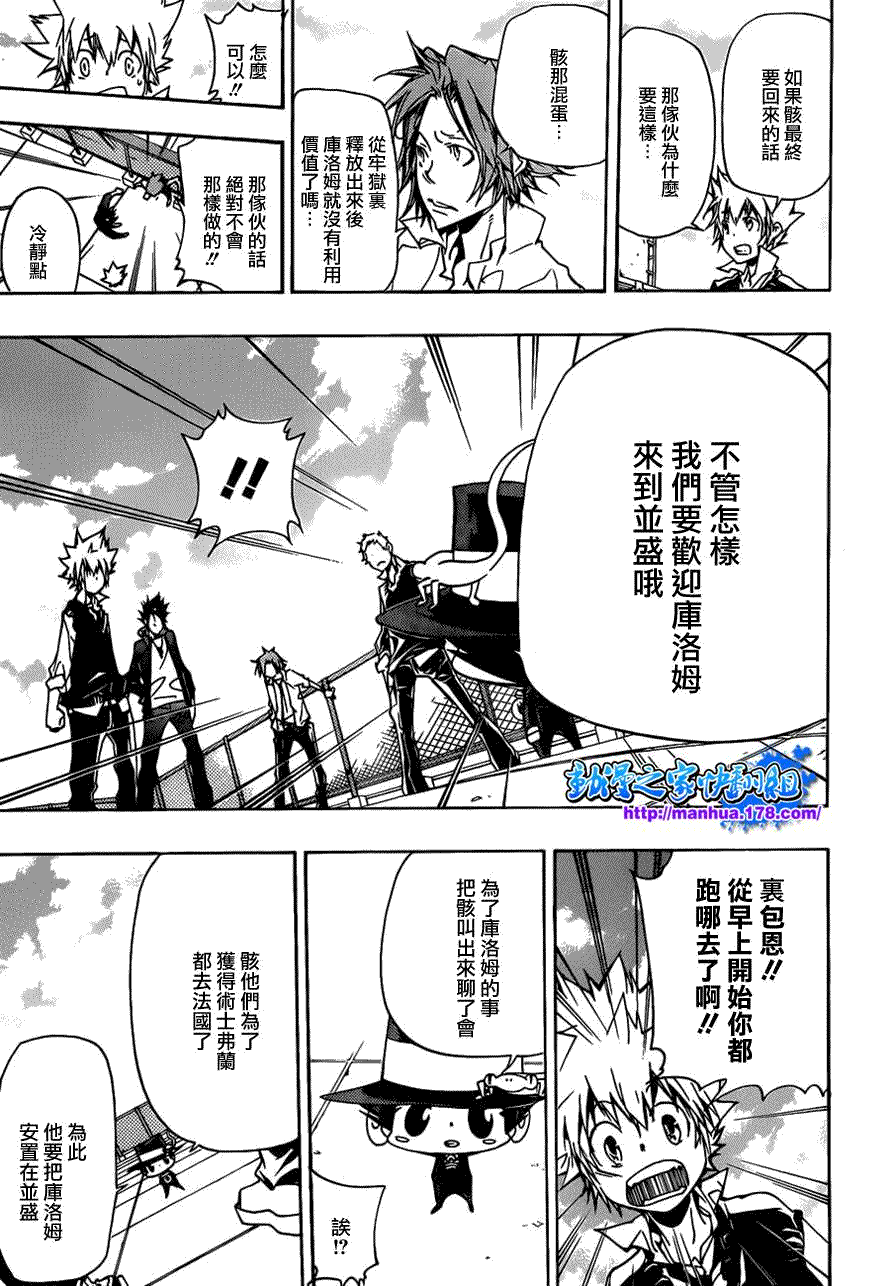 如果骸最終
要回來的話
那傢伙為什麼
要這樣…
骸那混蛋…
從牢獄裏
釋放出來後
庫洛姆就沒有利用
價值了嗎…
怎麼
可以!!
那傢伙的話
絕對不會
那樣做的!!
冷靜點
不管怎樣
我們要歡迎庫洛姆
來到並盛哦
!!
動漫之家快翻組
http://manhua.178.com/
裏包恩!!
從早上開始你都
跑哪去了啊!!
為了庫洛姆的事
把骸叫出來聊了會
誒!?
骸他們為了
獲得術士弗蘭
都去法國了
為此
他要把庫洛姆
安置在並盛